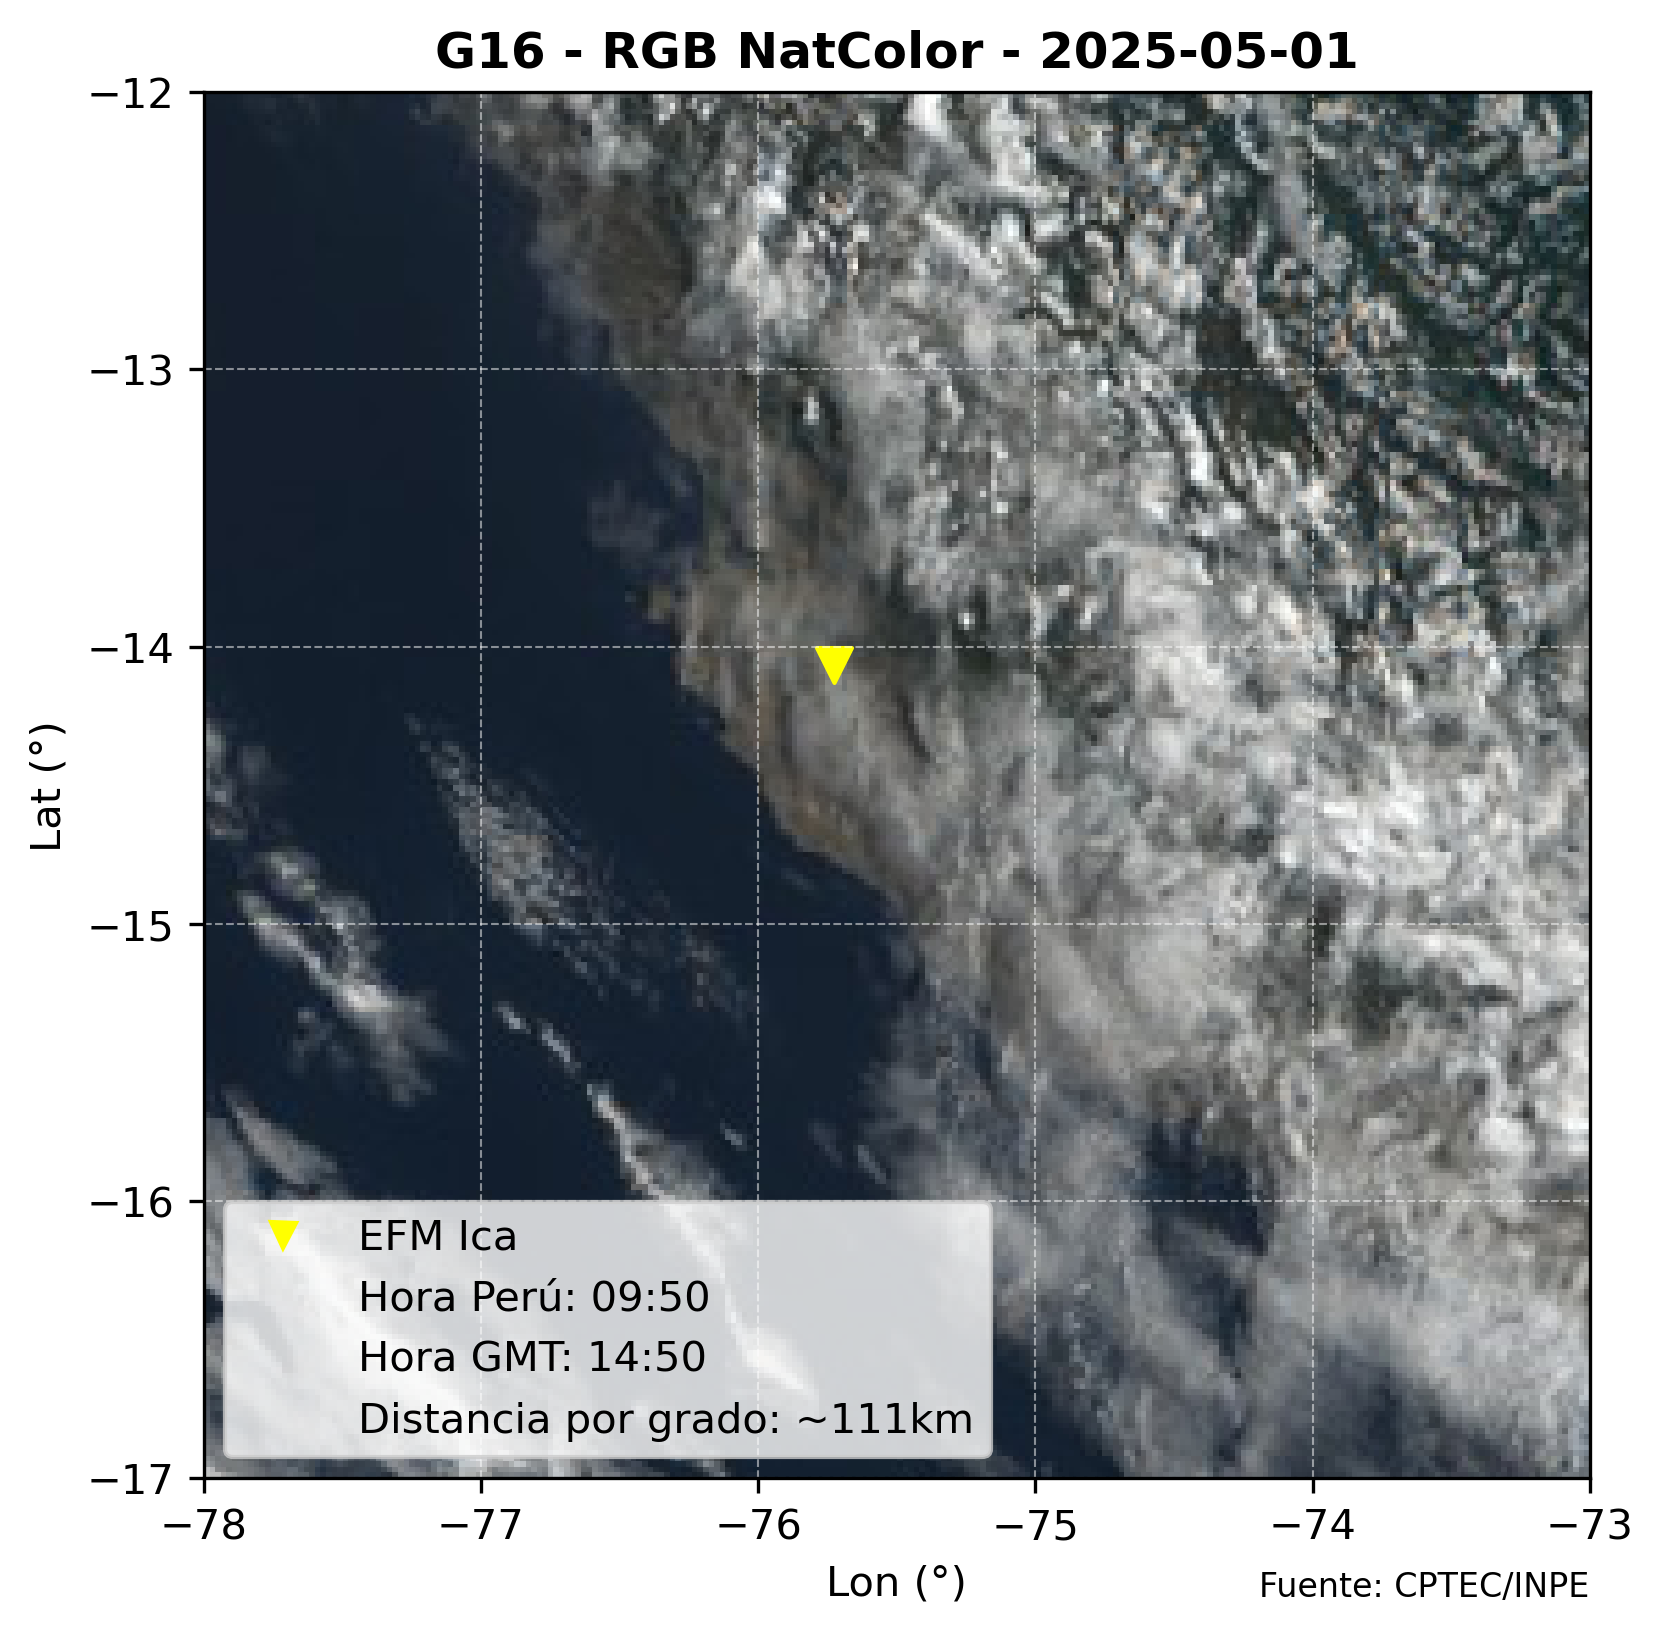 G16 - RGB NatColor - 2025-05-01
−12
−13
−14
−15
−16
−17
Lat (°)
EFM Ica
Hora Perú: 09:50
Hora GMT: 14:50
Distancia por grado: ~111km
−78 −77 −76 −75 −74 −73
Lon (°)
Fuente: CPTEC/INPE